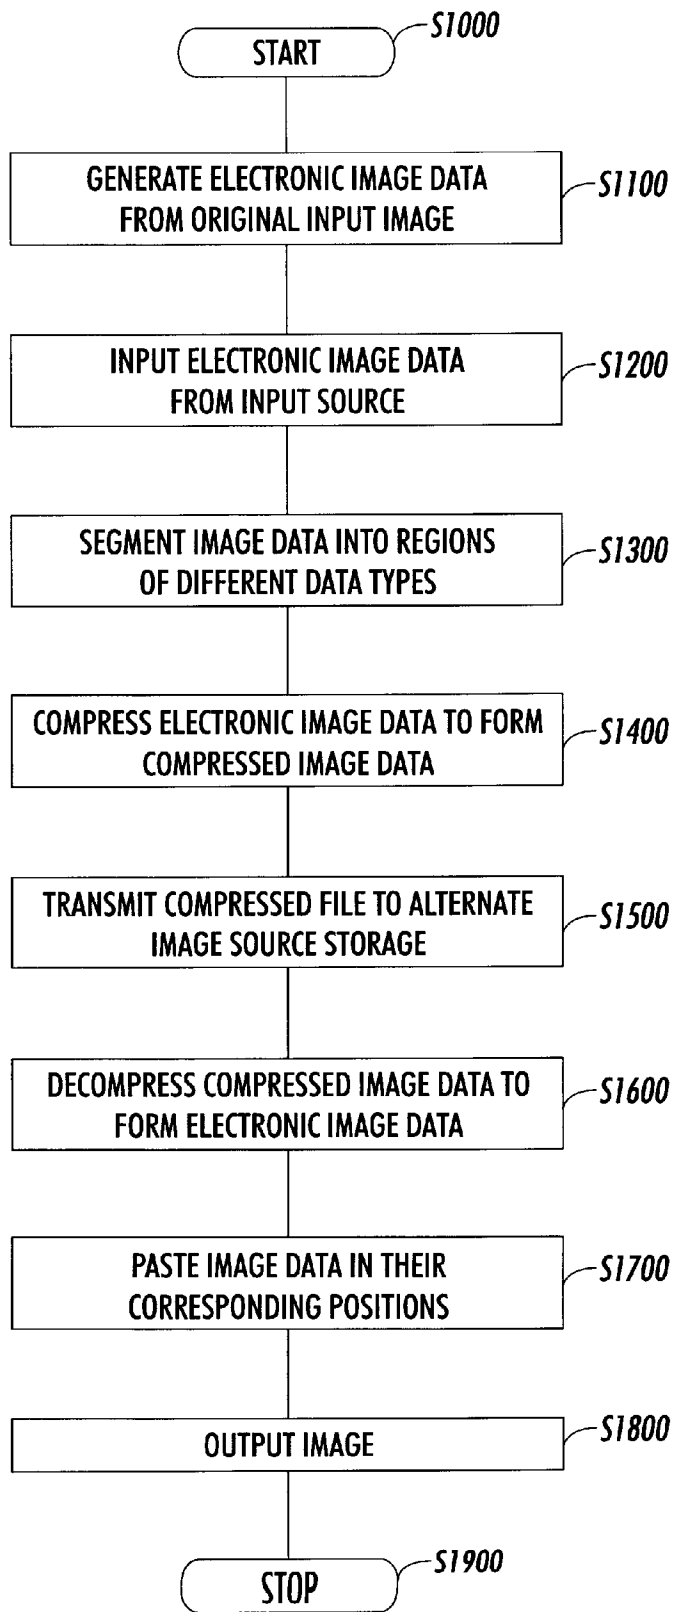 START
S1000
GENERATE ELECTRONIC IMAGE DATA
FROM ORIGINAL INPUT IMAGE
S1100
INPUT ELECTRONIC IMAGE DATA
FROM INPUT SOURCE
S1200
SEGMENT IMAGE DATA INTO REGIONS
OF DIFFERENT DATA TYPES
S1300
COMPRESS ELECTRONIC IMAGE DATA TO FORM
COMPRESSED IMAGE DATA
S1400
TRANSMIT COMPRESSED FILE TO ALTERNATE
IMAGE SOURCE STORAGE
S1500
DECOMPRESS COMPRESSED IMAGE DATA TO
FORM ELECTRONIC IMAGE DATA
S1600
PASTE IMAGE DATA IN THEIR
CORRESPONDING POSITIONS
S1700
OUTPUT IMAGE
S1800
STOP
S1900